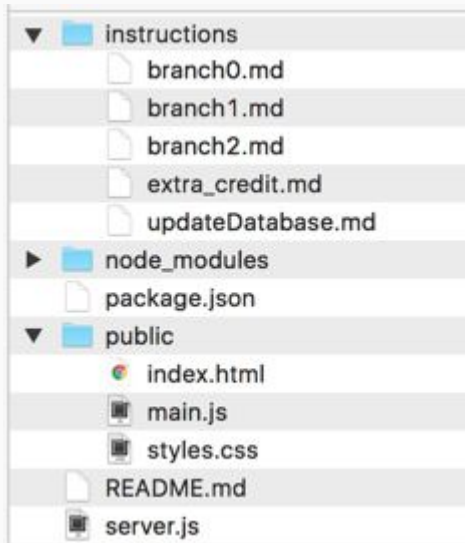 instructions
branch0.md
branch1.md
branch2.md
extra_credit.md
updateDatabase.md
node_modules
package.json
public
index.html
main.js
styles.css
README.md
server.js